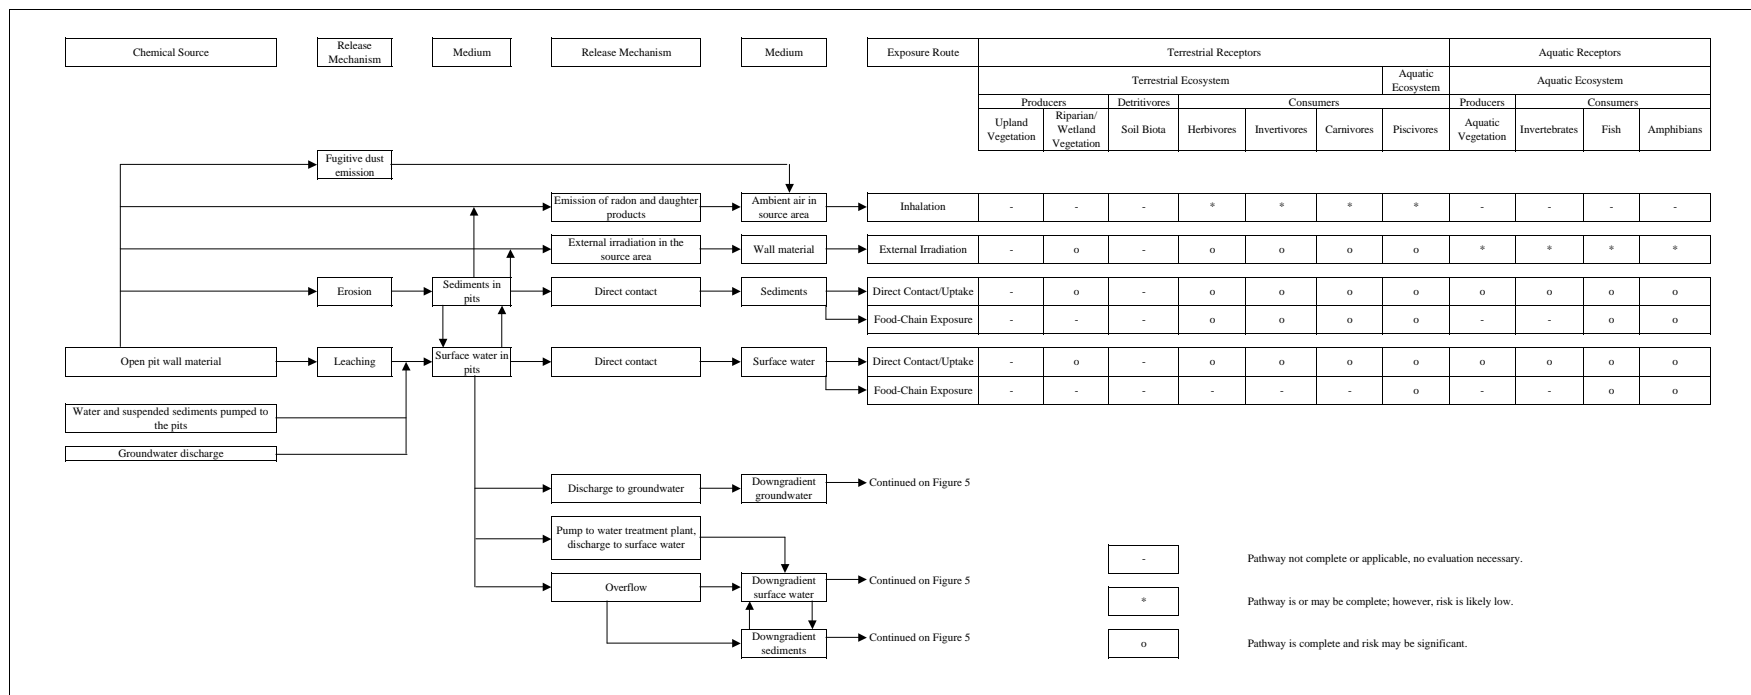 Chemical Source
Release
Mechanism
Medium
Release Mechanism
Medium
Exposure Route
Terrestrial Receptors
Aquatic Receptors
Terrestrial Ecosystem
Aquatic
Ecosystem
Aquatic Ecosystem
Producers
Detritivores
Consumers
Producers
Consumers
Upland
Vegetation
Riparian/
Wetland
Vegetation
Soil Biota
Herbivores
Invertivores
Carnivores
Piscivores
Aquatic
Vegetation
Invertebrates
Fish
Amphibians
Fugitive dust
emission
Emission of radon and daughter
products
Ambient air in
source area
Inhalation - - - * * * * - - - -
External irradiation in the
source area
Wall material
External Irradiation - o - o o o o * * * *
Erosion
Sediments in
pits
Direct contact
Sediments
Direct Contact/Uptake - o - o o o o o o o o
Food-Chain Exposure - - - o o o o - - o o
Open pit wall material
Leaching
Surface water in
pits
Direct contact
Surface water
Direct Contact/Uptake - o - o o o o o o o o
Food-Chain Exposure - - - - - - o - - o o
Water and suspended sediments pumped to
the pits
Groundwater discharge
Discharge to groundwater
Downgradient
groundwater
Continued on Figure 5
Pump to water treatment plant,
discharge to surface water
Overflow
Downgradient
surface water
Continued on Figure 5
Downgradient
sediments
Continued on Figure 5
- Pathway not complete or applicable, no evaluation necessary.
* Pathway is or may be complete; however, risk is likely low.
o Pathway is complete and risk may be significant.